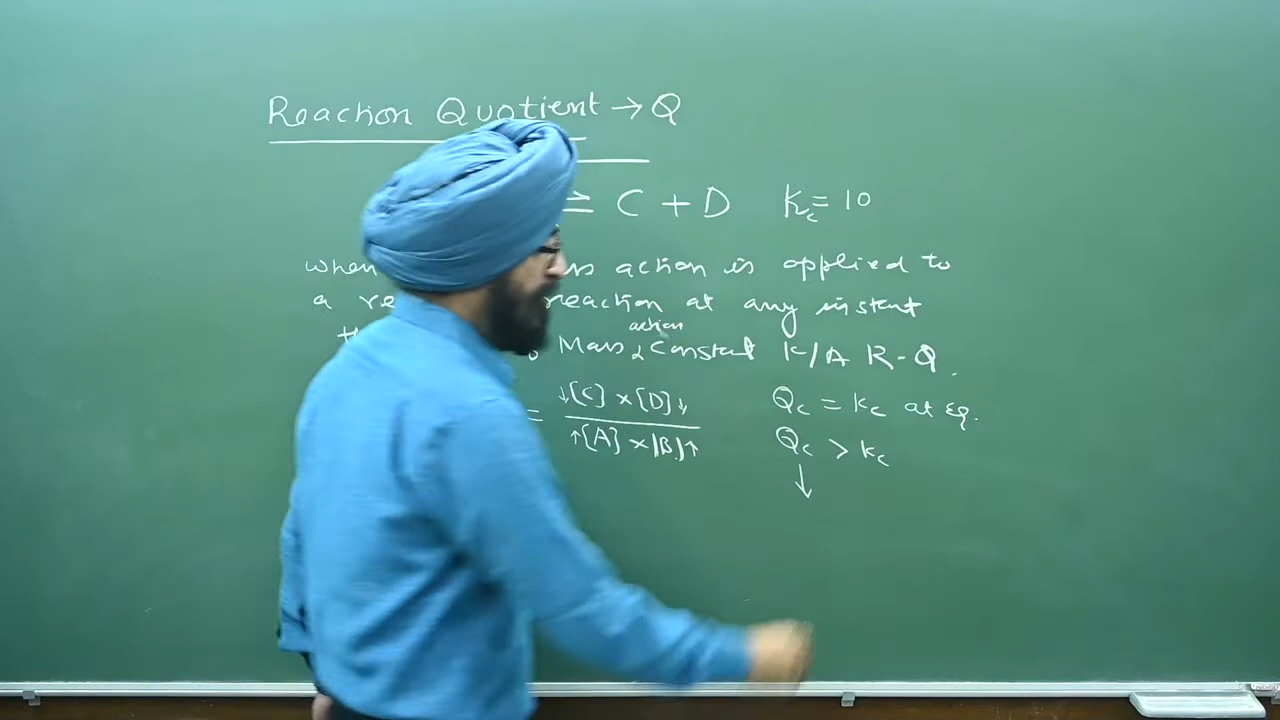 Reaction Quotient → Q
⇌ C + D Kc = 10
when action is applied to
a reaction at any instant
Mass action Constant K/A R-Q.
= ↓[C] × [D]↓ / ↑[A] × [B]↑
Qc = Kc at Eq.
Qc > Kc
↓